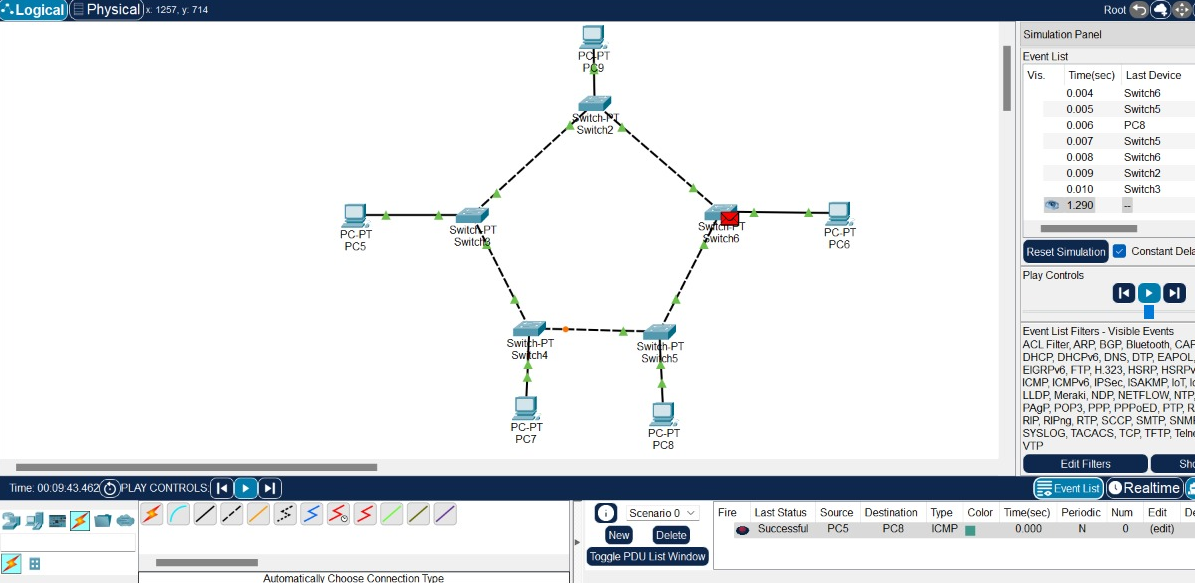 Logical Physical x: 1257, y: 714 Root
PC-PT
PC9
Switch-PT
Switch2
PC-PT
PC5
Switch-PT
Switch3
Switch-PT
Switch6
PC-PT
PC6
Switch-PT
Switch4
Switch-PT
Switch5
PC-PT
PC7
PC-PT
PC8
Simulation Panel
Event List
Vis. Time(sec) Last Device
0.004 Switch6
0.005 Switch5
0.006 PC8
0.007 Switch5
0.008 Switch6
0.009 Switch2
0.010 Switch3
1.290 --
Reset Simulation Constant Dela
Play Controls
Event List Filters - Visible Events
ACL Filter, ARP, BGP, Bluetooth, CAP
DHCP, DHCPv6, DNS, DTP, EAPOL,
EIGRPv6, FTP, H.323, HSRP, HSRPv
ICMP, ICMPv6, IPSec, ISAKMP, IoT, Io
LLDP, Meraki, NDP, NETFLOW, NTP,
PAgP, POP3, PPP, PPPoED, PTP, R
RIP, RIPng, RTP, SCCP, SMTP, SNM
SYSLOG, TACACS, TCP, TFTP, Teln
VTP
Edit Filters Sh
Time: 00:09:43.462 PLAY CONTROLS: Event List Realtime
Scenario 0
New Delete
Toggle PDU List Window
Fire Last Status Source Destination Type Color Time(sec) Periodic Num Edit De
Successful PC5 PC8 ICMP 0.000 N 0 (edit)
Automatically Choose Connection Type